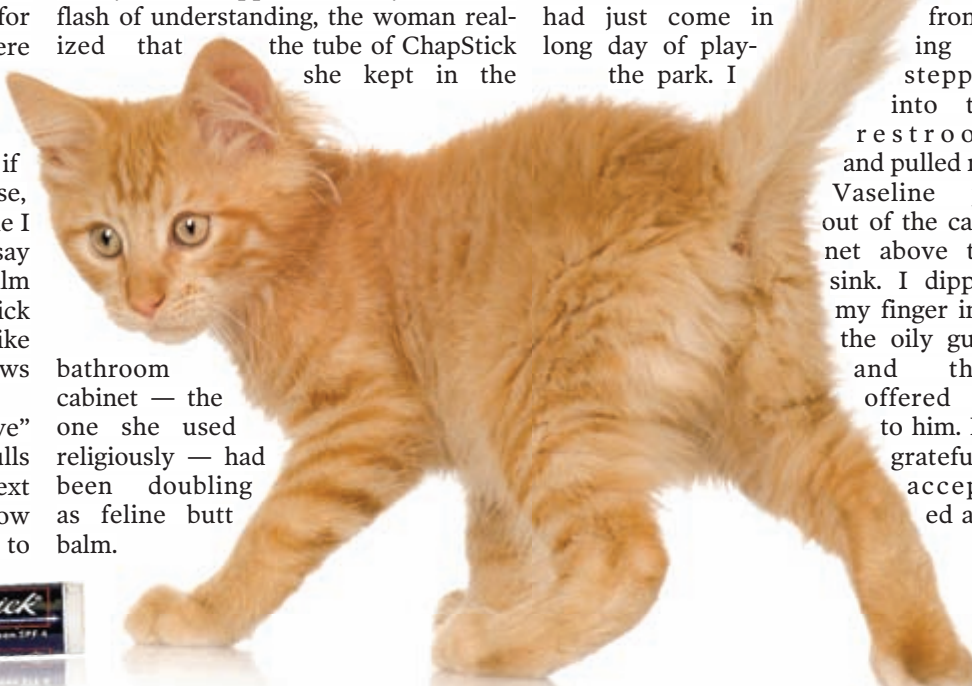 for
ere
if
se,
e I
say
lm
ick
ike
ws
ve"
ulls
ext
ow
to
flash of understanding, the woman real-
ized that the tube of ChapStick
she kept in the
bathroom
cabinet — the
one she used
religiously — had
been doubling
as feline butt
balm.
had just come in from
long day of play- ing
the park. I stepp
into t
restroo
and pulled m
Vaseline
out of the ca
net above t
sink. I dipp
my finger in
the oily gu
and th
offered
to him.
grateful
accep
ed a
ick®